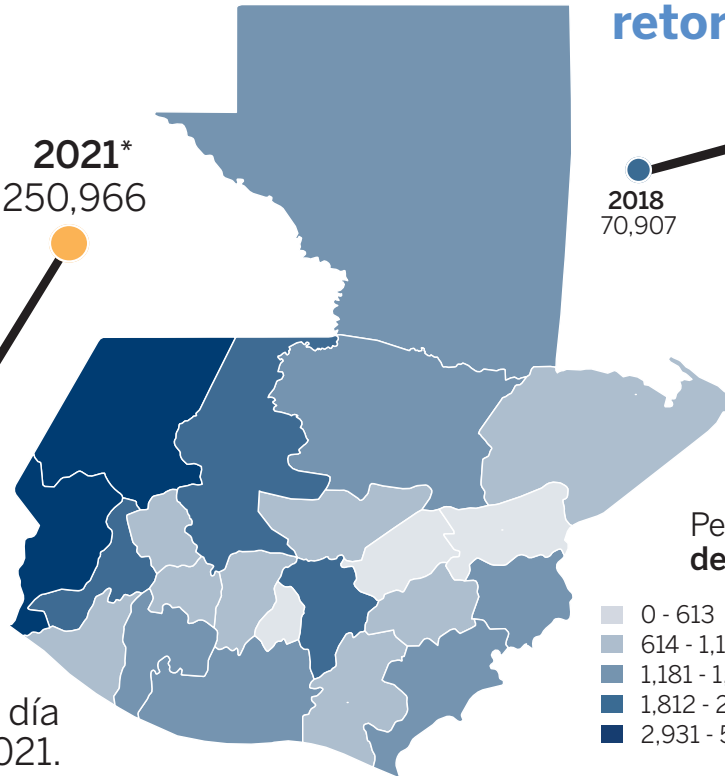 retor
2021*
250,966
2018
70,907
Pe
de
0 - 613
614 - 1,1
1,181 - 1,
1,812 - 2
2,931 - 5
día
021.